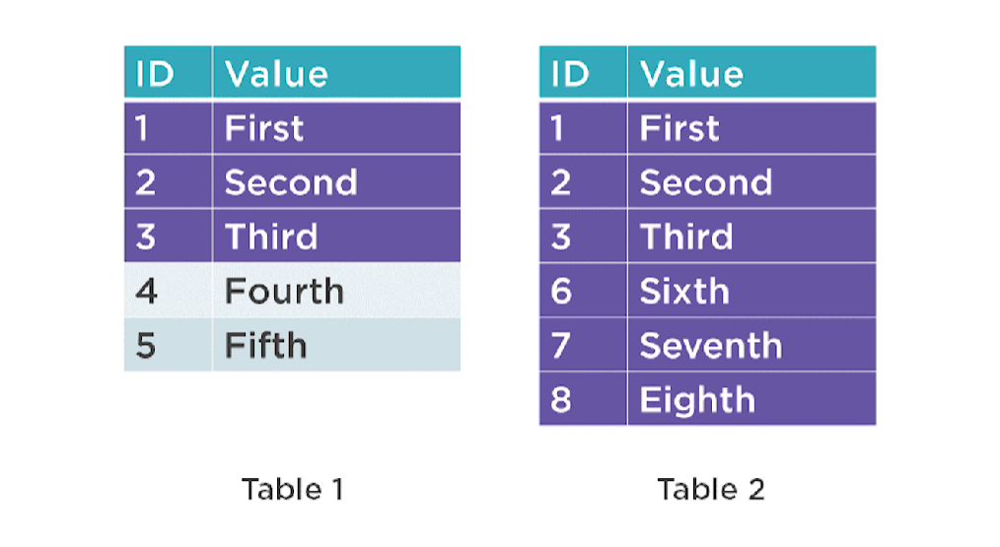 ID Value
1 First
2 Second
3 Third
4 Fourth
5 Fifth
Table 1
ID Value
1 First
2 Second
3 Third
6 Sixth
7 Seventh
8 Eighth
Table 2